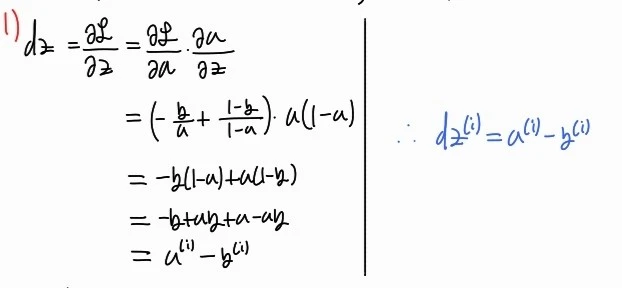 1) dz = ∂ℒ/∂z = ∂ℒ/∂a · ∂a/∂z
= (- y/a + (1-y)/(1-a)) · a(1-a)
= -y(1-a)+a(1-y)
= -y+ay+a-ay
= a⁽ⁱ⁾ - y⁽ⁱ⁾
∴ dz⁽ⁱ⁾ = a⁽ⁱ⁾ - y⁽ⁱ⁾